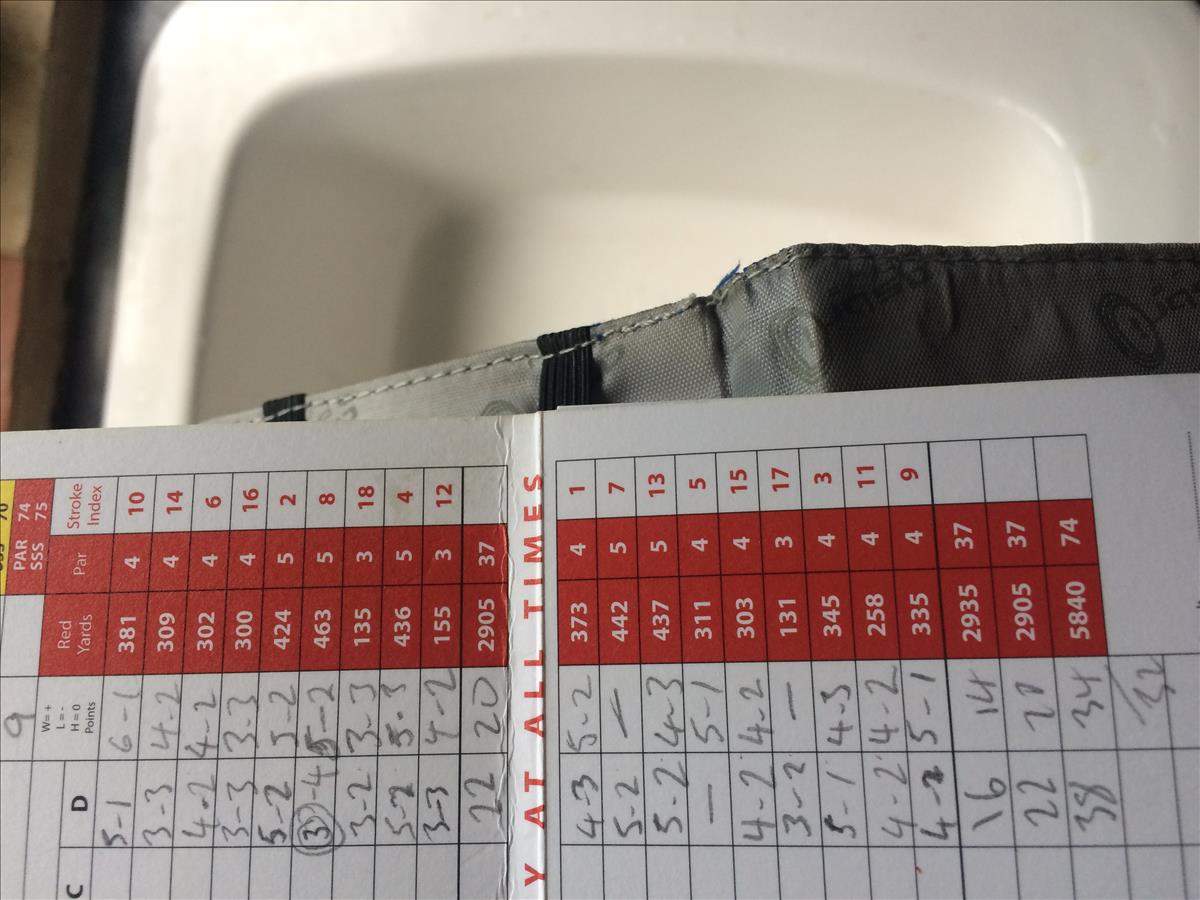 PAR 74
9 SSS 75
C D W=+ L=- H=0 Points Red Yards Par Stroke Index
5-1 6-1 381 4 10
3-3 4-2 309 4 14
4-2 4-2 302 4 6
3-3 3-3 300 4 16
5-2 5-2 424 5 2
3-4 5-2 463 5 8
3-2 3-3 135 3 18
5-2 5-3 436 5 4
3-3 4-2 155 3 12
22 20 2905 37
Y AT ALL TIMES
4-3 5-2 373 4 1
5-2 — 442 5 7
5-2 4-3 437 5 13
— 5-1 311 4 5
4-2 4-2 303 4 15
3-2 — 131 3 17
5-1 4-3 345 4 3
4-2 4-2 258 4 11
4-2 5-1 335 4 9
16 14 2935 37
22 20 2905 37
38 34 5840 74
/32